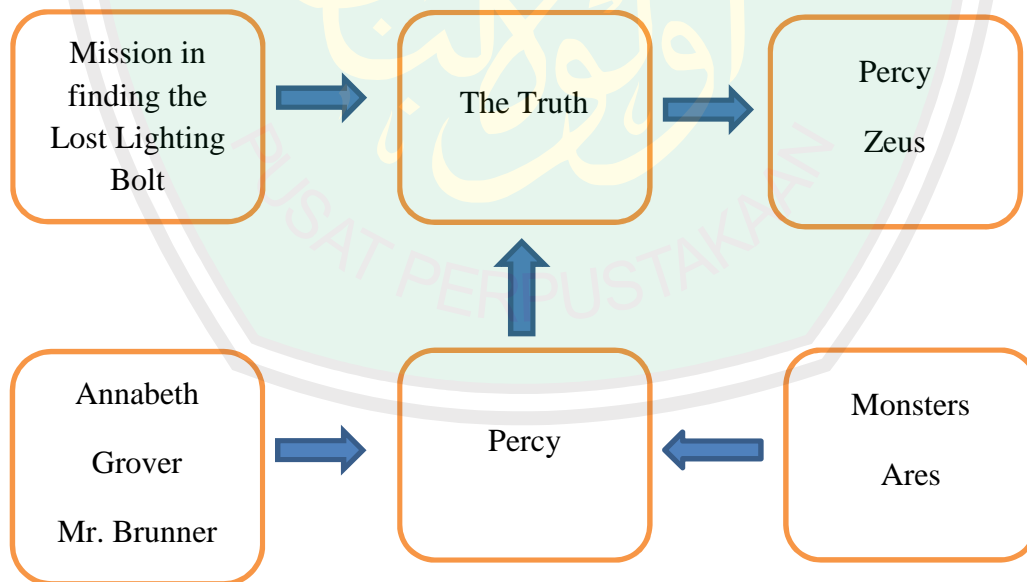 Mission in
finding the
Lost Lighting
Bolt
The Truth
Percy
Zeus
PUSAT PERPUSTAKAAN
Annabeth
Grover
Mr. Brunner
Percy
Monsters
Ares